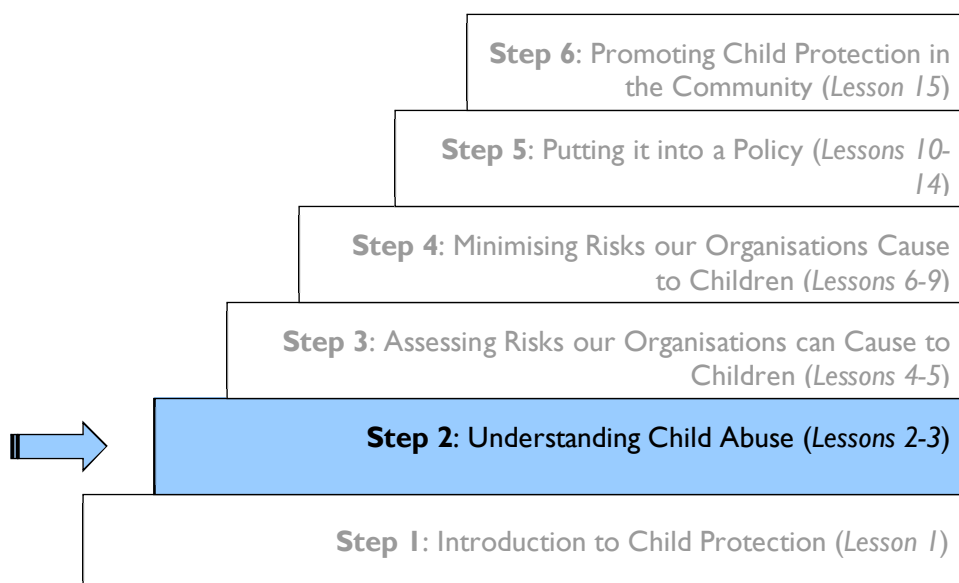 Step 6: Promoting Child Protection in
the Community (Lesson 15)
Step 5: Putting it into a Policy (Lessons 10-
14)
Step 4: Minimising Risks our Organisations Cause
to Children (Lessons 6-9)
Step 3: Assessing Risks our Organisations can Cause to
Children (Lessons 4-5)
Step 2: Understanding Child Abuse (Lessons 2-3)
Step 1: Introduction to Child Protection (Lesson 1)